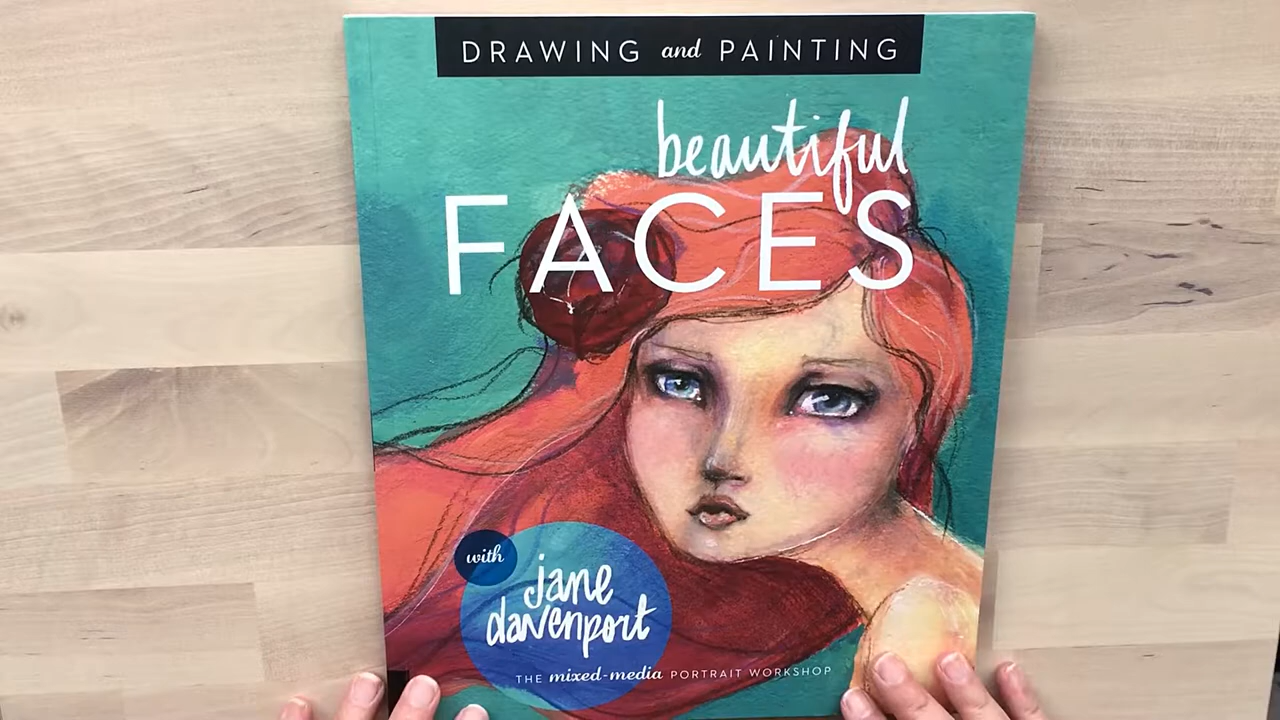 DRAWING and PAINTING
beautiful
FACES
with
jane
davenport
THE mixed-media PORTRAIT WORKSHOP